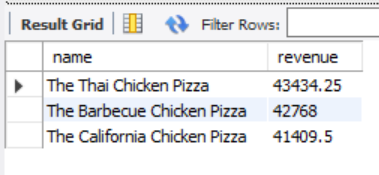 Result Grid Filter Rows:
name revenue
The Thai Chicken Pizza 43434.25
The Barbecue Chicken Pizza 42768
The California Chicken Pizza 41409.5